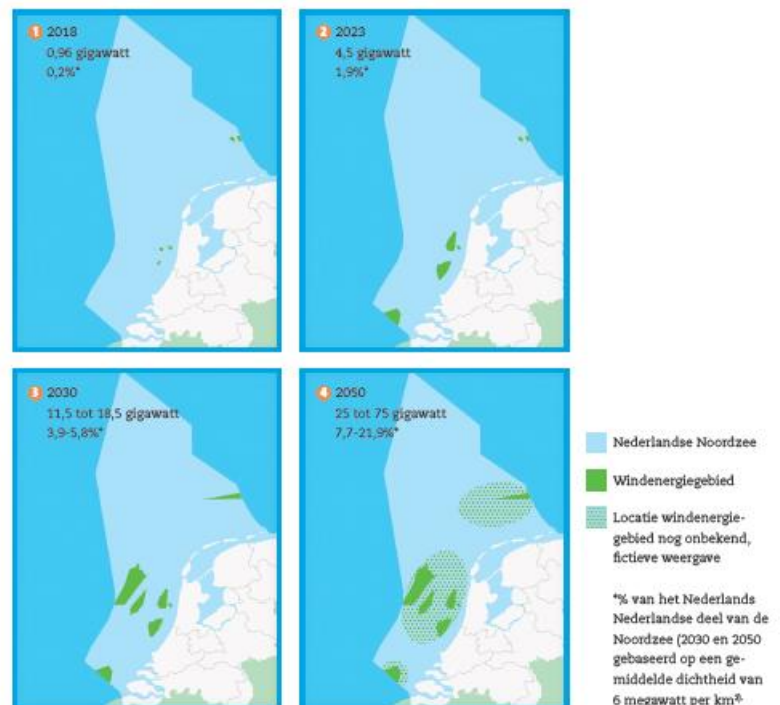 1 2018
0,96 gigawatt
0,2%*
2 2023
4,5 gigawatt
1,9%*
3 2030
11,5 tot 18,5 gigawatt
3,9-5,8%*
4 2050
25 tot 75 gigawatt
7,7-21,9%*
Nederlandse Noordzee
Windenergiegebied
Locatie windenergie-
gebied nog onbekend,
fictieve weergave
*% van het Nederlands
Nederlandse deel van de
Noordzee (2030 en 2050
gebaseerd op een ge-
middelde dichtheid van
6 megawatt per km²)